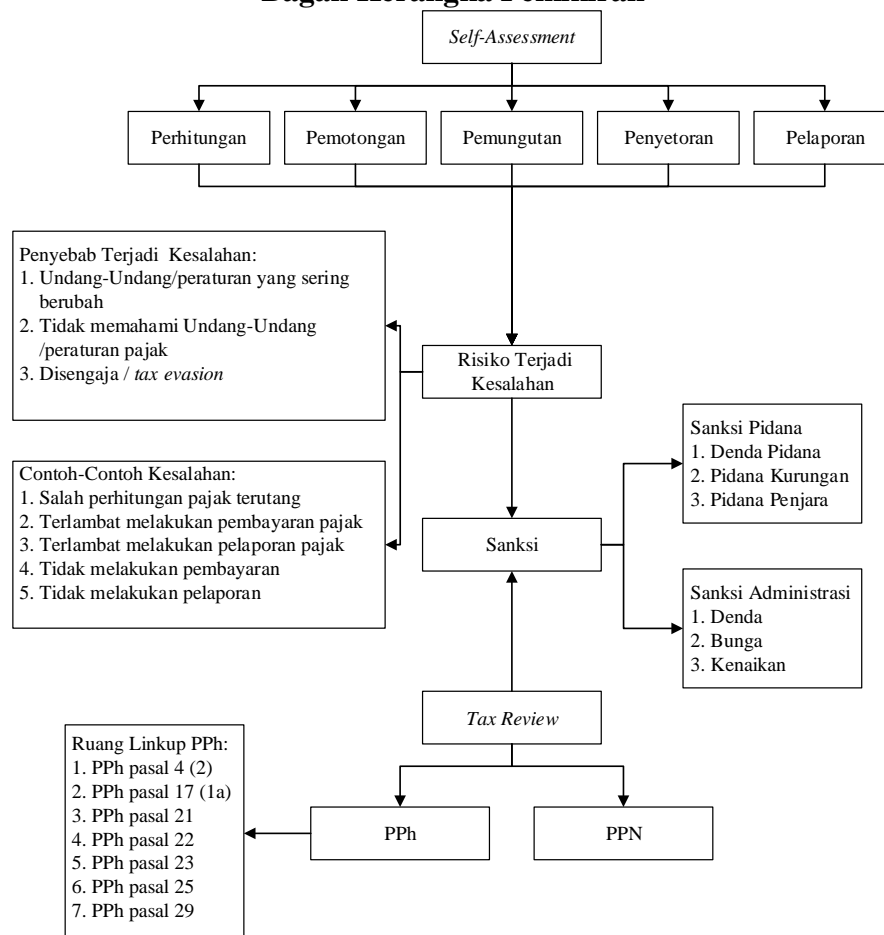 Self-Assessment
Perhitungan
Pemotongan
Pemungutan
Penyetoran
Pelaporan
Penyebab Terjadi Kesalahan:
1. Undang-Undang/peraturan yang sering
berubah
2. Tidak memahami Undang-Undang
/peraturan pajak
3. Disengaja / tax evasion
Risiko Terjadi
Kesalahan
Contoh-Contoh Kesalahan:
1. Salah perhitungan pajak terutang
2. Terlambat melakukan pembayaran pajak
3. Terlambat melakukan pelaporan pajak
4. Tidak melakukan pembayaran
5. Tidak melakukan pelaporan
Sanksi
Sanksi Pidana
1. Denda Pidana
2. Pidana Kurungan
3. Pidana Penjara
Sanksi Administrasi
1. Denda
2. Bunga
3. Kenaikan
Tax Review
PPh
PPN
Ruang Linkup PPh:
1. PPh pasal 4 (2)
2. PPh pasal 17 (1a)
3. PPh pasal 21
4. PPh pasal 22
5. PPh pasal 23
6. PPh pasal 25
7. PPh pasal 29